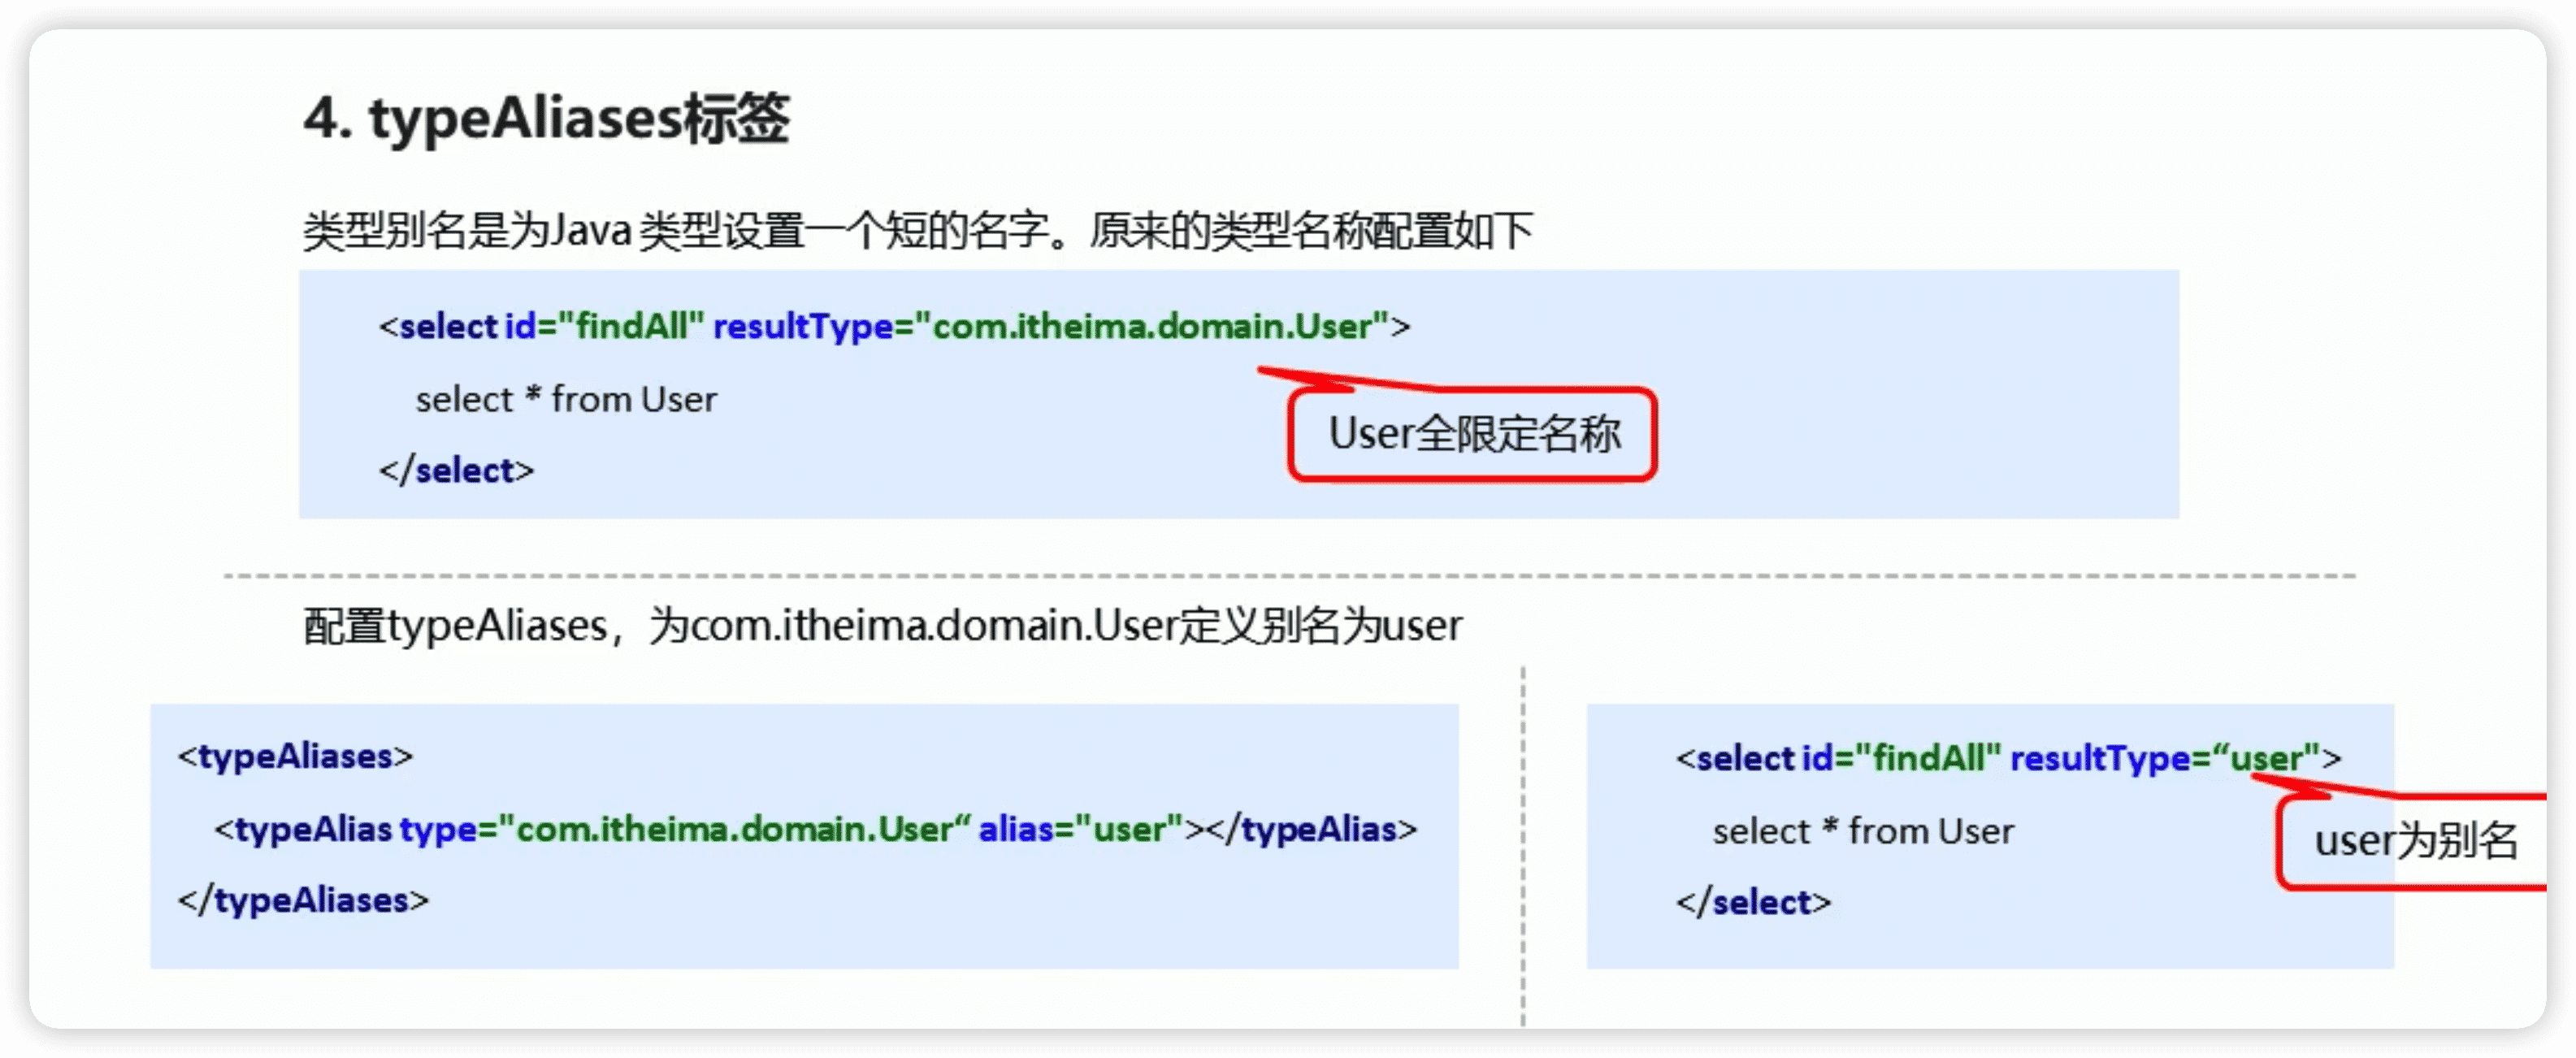 4. typeAliases标签
类型别名是为Java 类型设置一个短的名字。原来的类型名称配置如下
<select id="findAll" resultType="com.itheima.domain.User">
select * from User
</select>
User全限定名称
配置typeAliases，为com.itheima.domain.User定义别名为user
<typeAliases>
<typeAlias type="com.itheima.domain.User“ alias="user"></typeAlias>
</typeAliases>
<select id="findAll" resultType=“user">
select * from User
</select>
user为别名